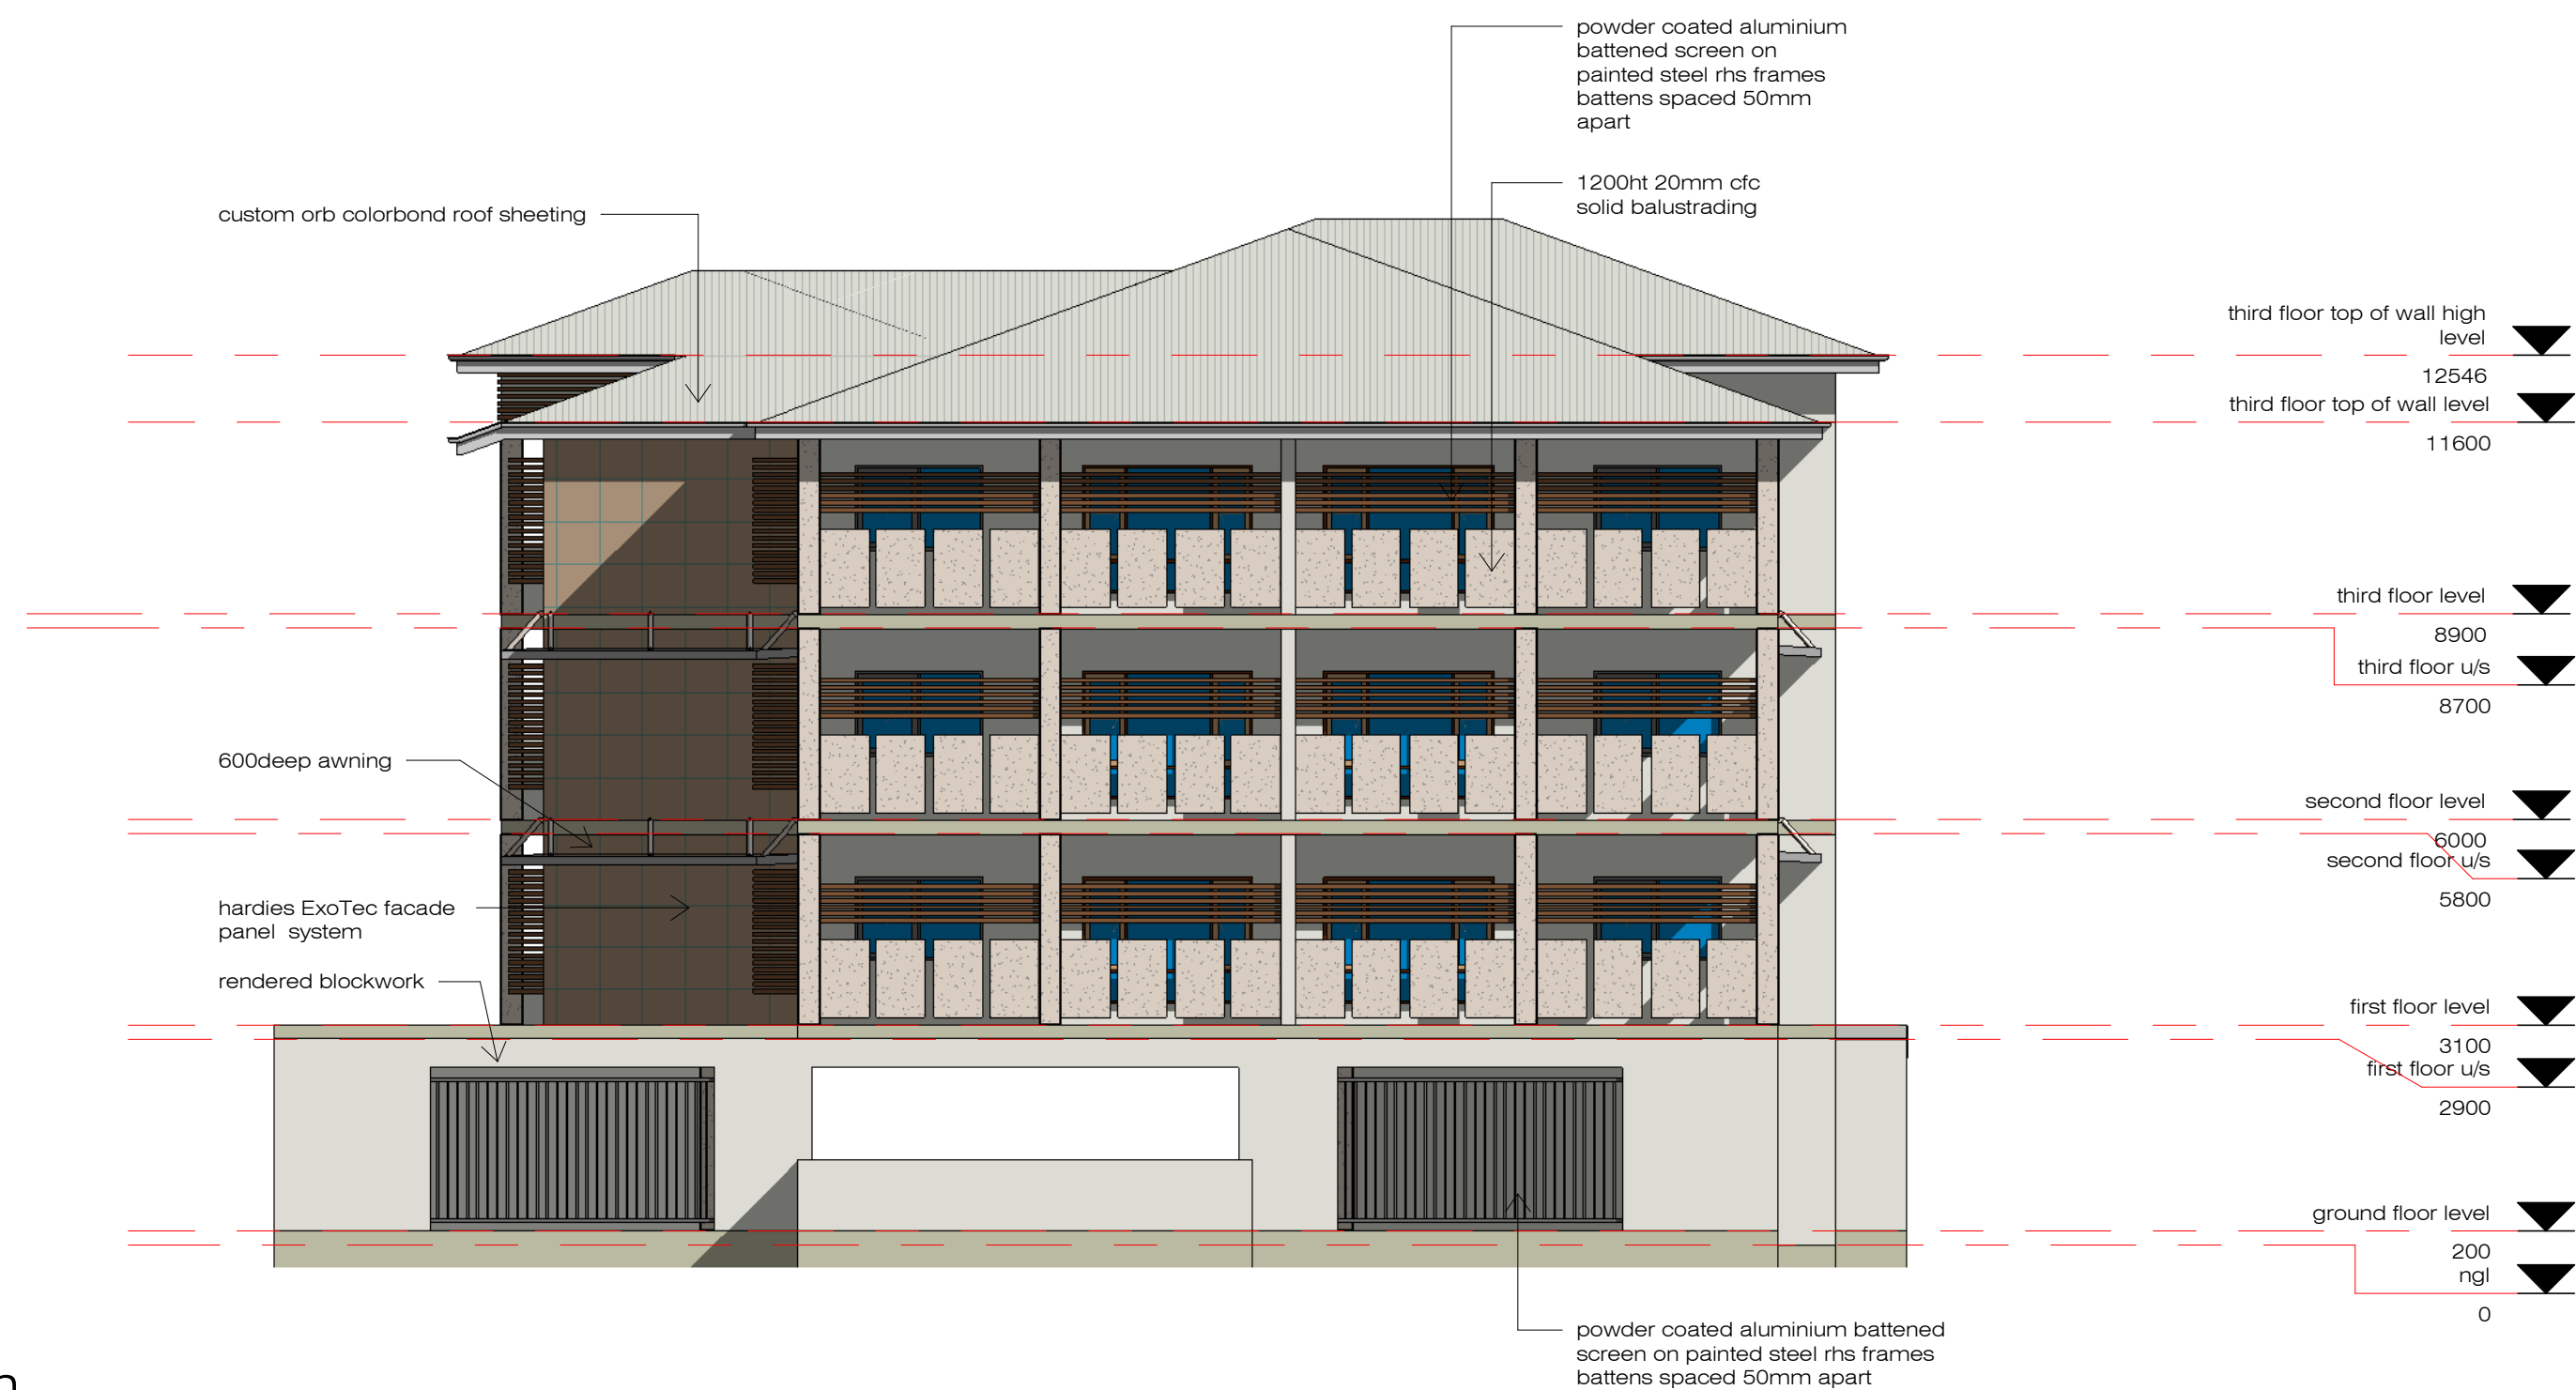 powder coated aluminium
battened screen on
painted steel rhs frames
battens spaced 50mm
apart
1200ht 20mm cfc
solid balustrading
custom orb colorbond roof sheeting
third floor top of wall high
level
12546
third floor top of wall level
11600
third floor level
8900
third floor u/s
8700
600deep awning
second floor level
6000
second floor u/s
5800
hardies ExoTec facade
panel system
rendered blockwork
first floor level
3100
first floor u/s
2900
ground floor level
200
ngl
0
powder coated aluminium battened
screen on painted steel rhs frames
battens spaced 50mm apart